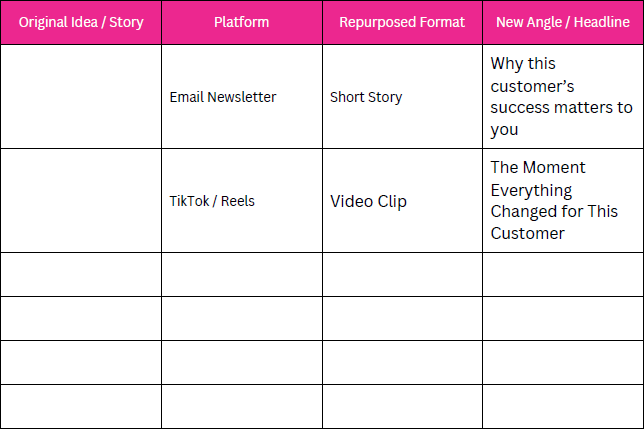 Original Idea / Story Platform Repurposed Format New Angle / Headline
Email Newsletter
Short Story
Why this
customer’s
success matters to
you
TikTok / Reels
Video Clip
The Moment
Everything
Changed for This
Customer